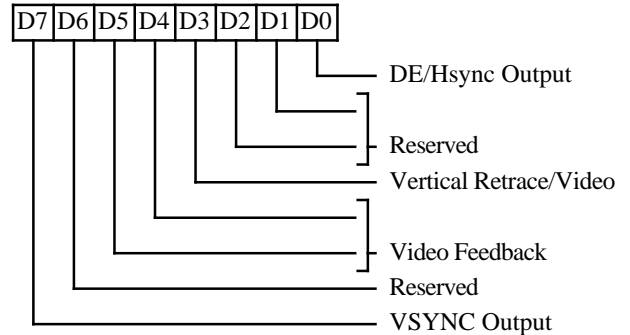 D7 D6 D5 D4 D3 D2 D1 D0
DE/Hsync Output
Reserved
Vertical Retrace/Video
Video Feedback
Reserved
VSYNC Output